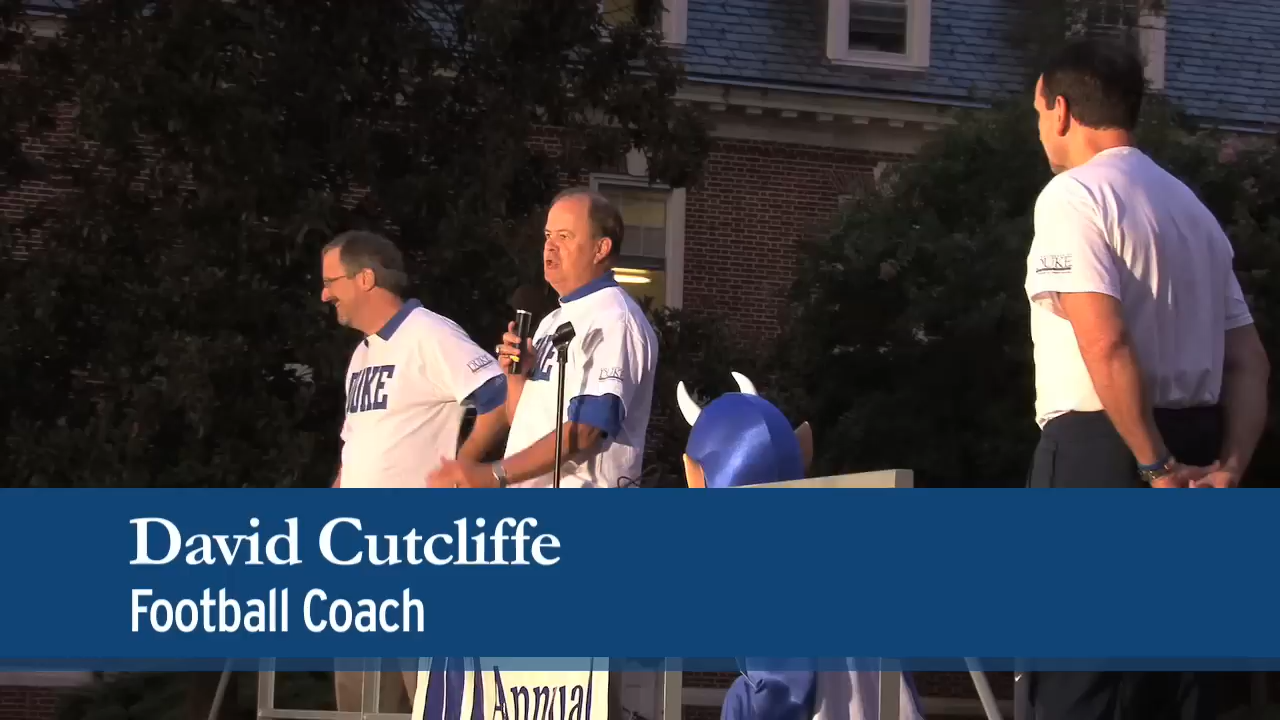 DUKE
DUKE
DUKE
DUKE
David Cutcliffe
Football Coach
Annual